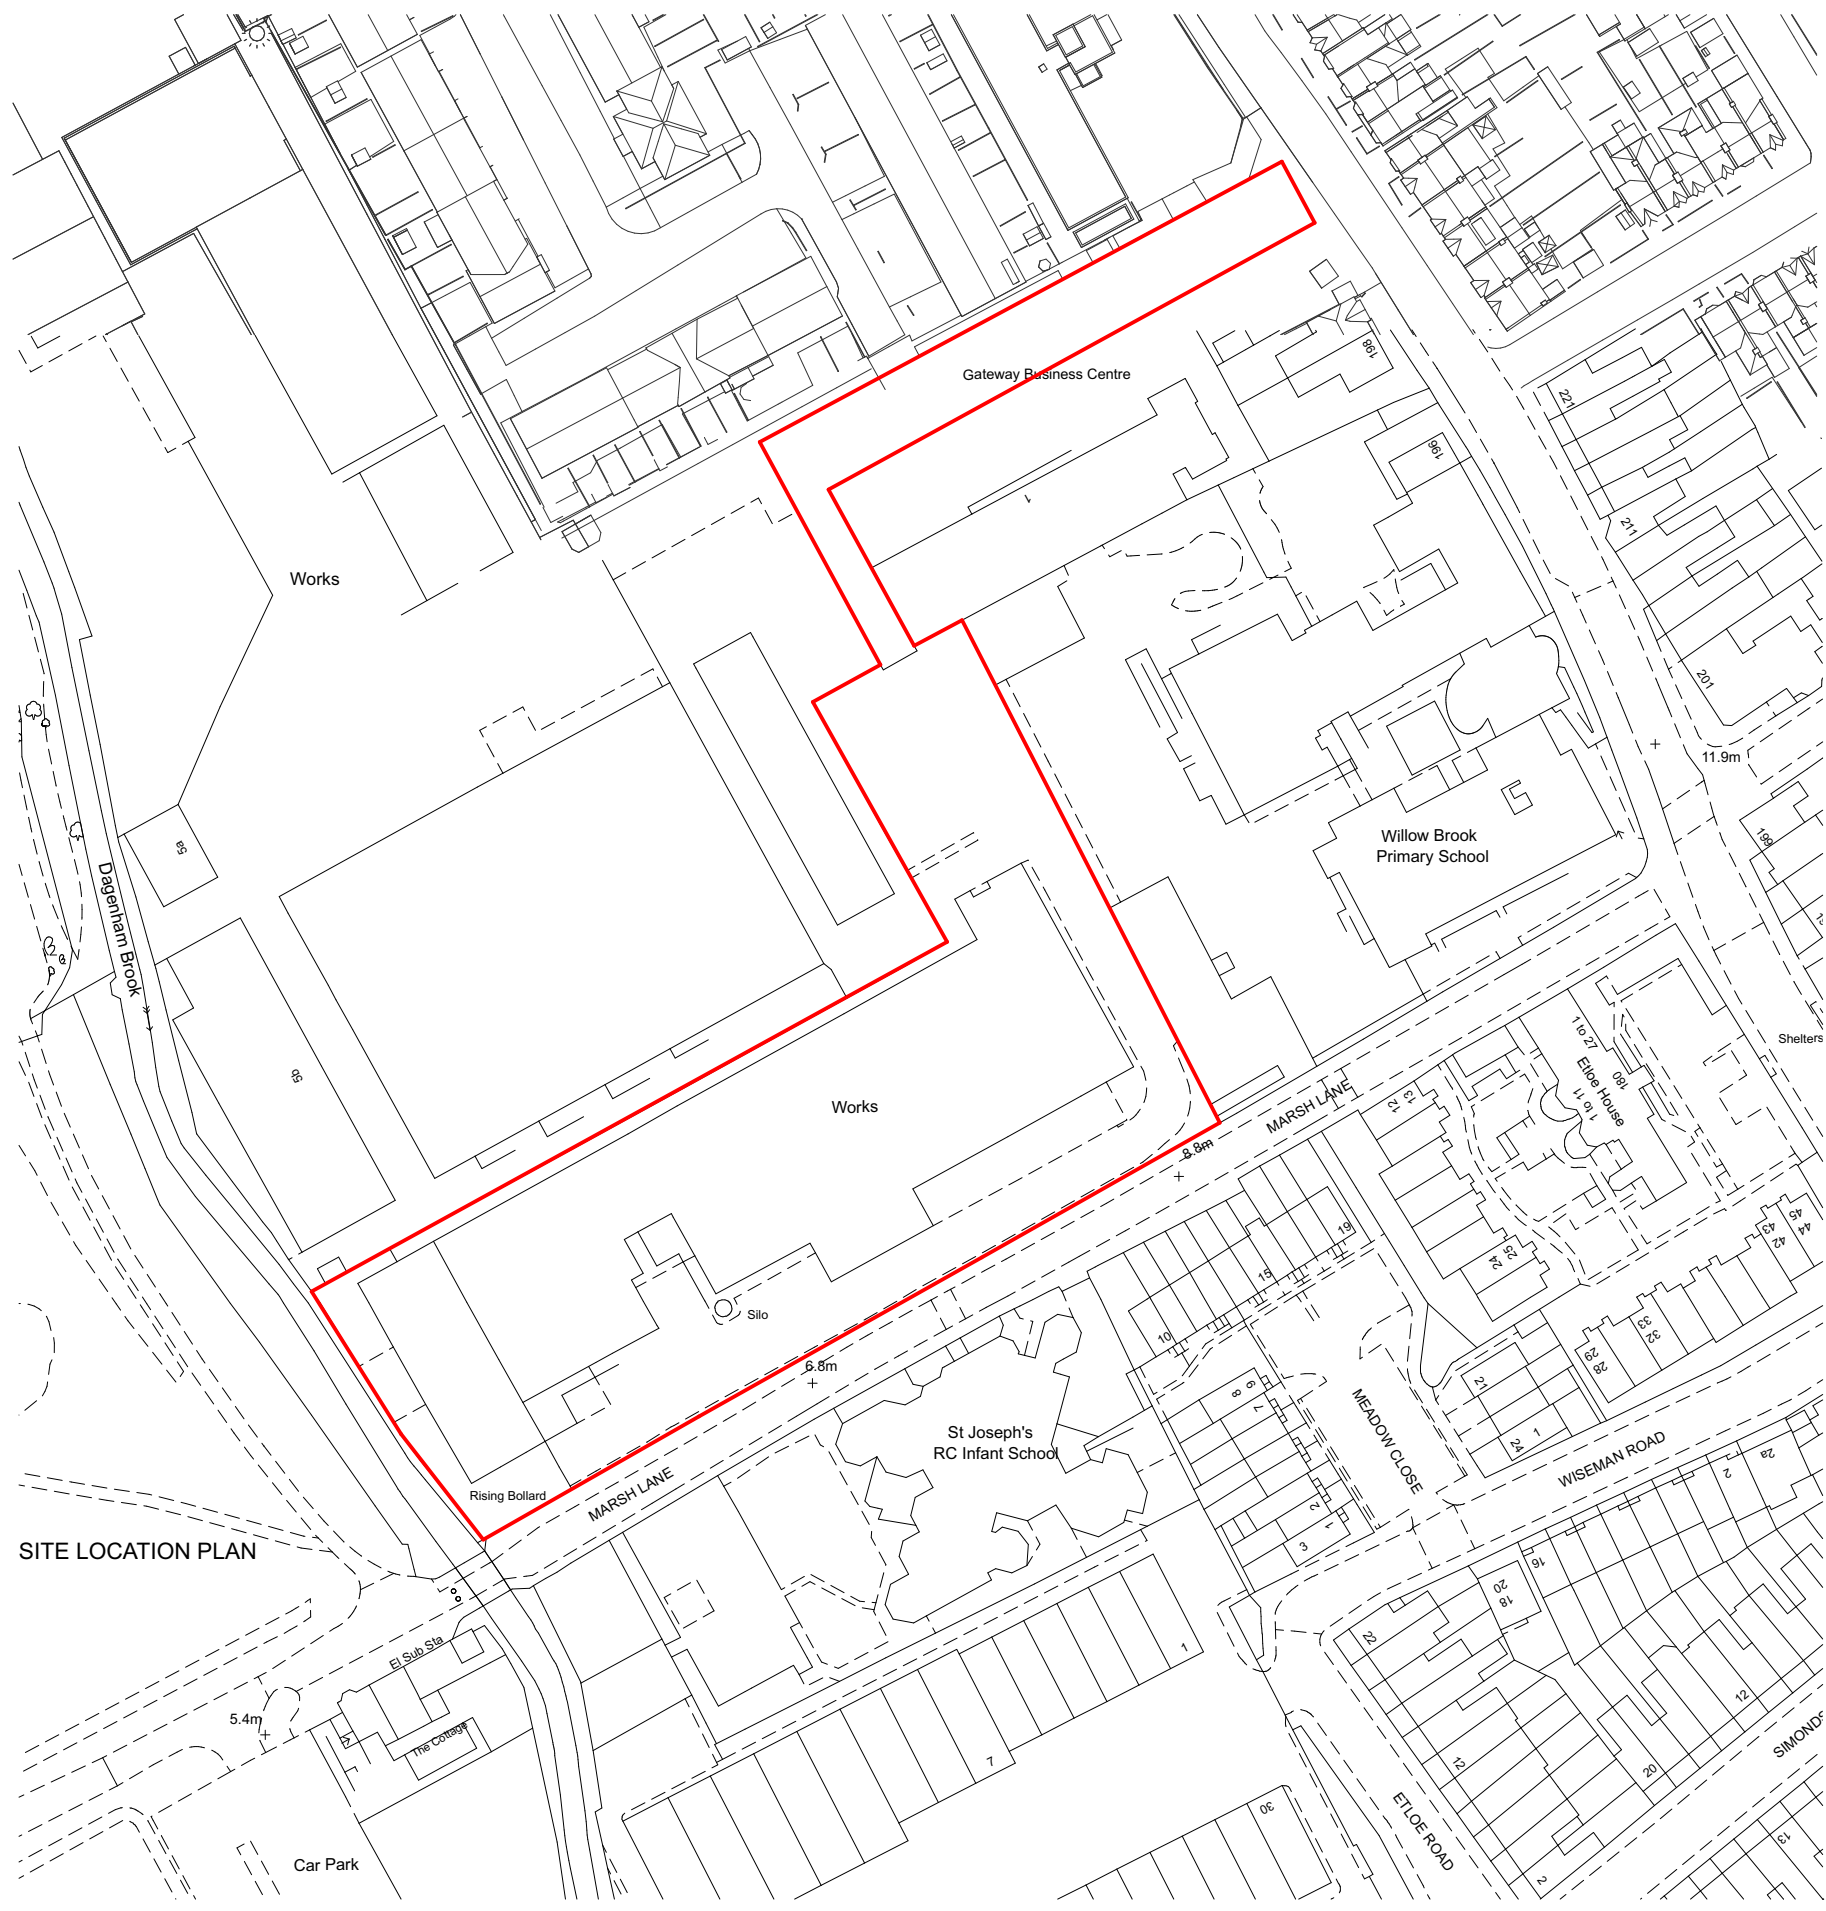 Gateway Business Centre
198
1
196
221
211
201
11.9m
Works
5a
Dagenham Brook
5b
Willow Brook
Primary School
199
Shelters
1 to 27
Etloe House
180
1 to 11
Works
MARSH LANE
8.8m
12
13
Silo
6.8m
19
15
10
25
24
45
44
43
42
33
32
29
28
21
24
1
St Joseph's
RC Infant School
9
8
7
2
1
3
MEADOW CLOSE
WISEMAN ROAD
2
2a
Rising Bollard
MARSH LANE
SITE LOCATION PLAN
16
20
18
22
El Sub Sta
The Cottage
5.4m
1
7
12
12
20
SIMONDS
30
ETLOE ROAD
2
13
Car Park